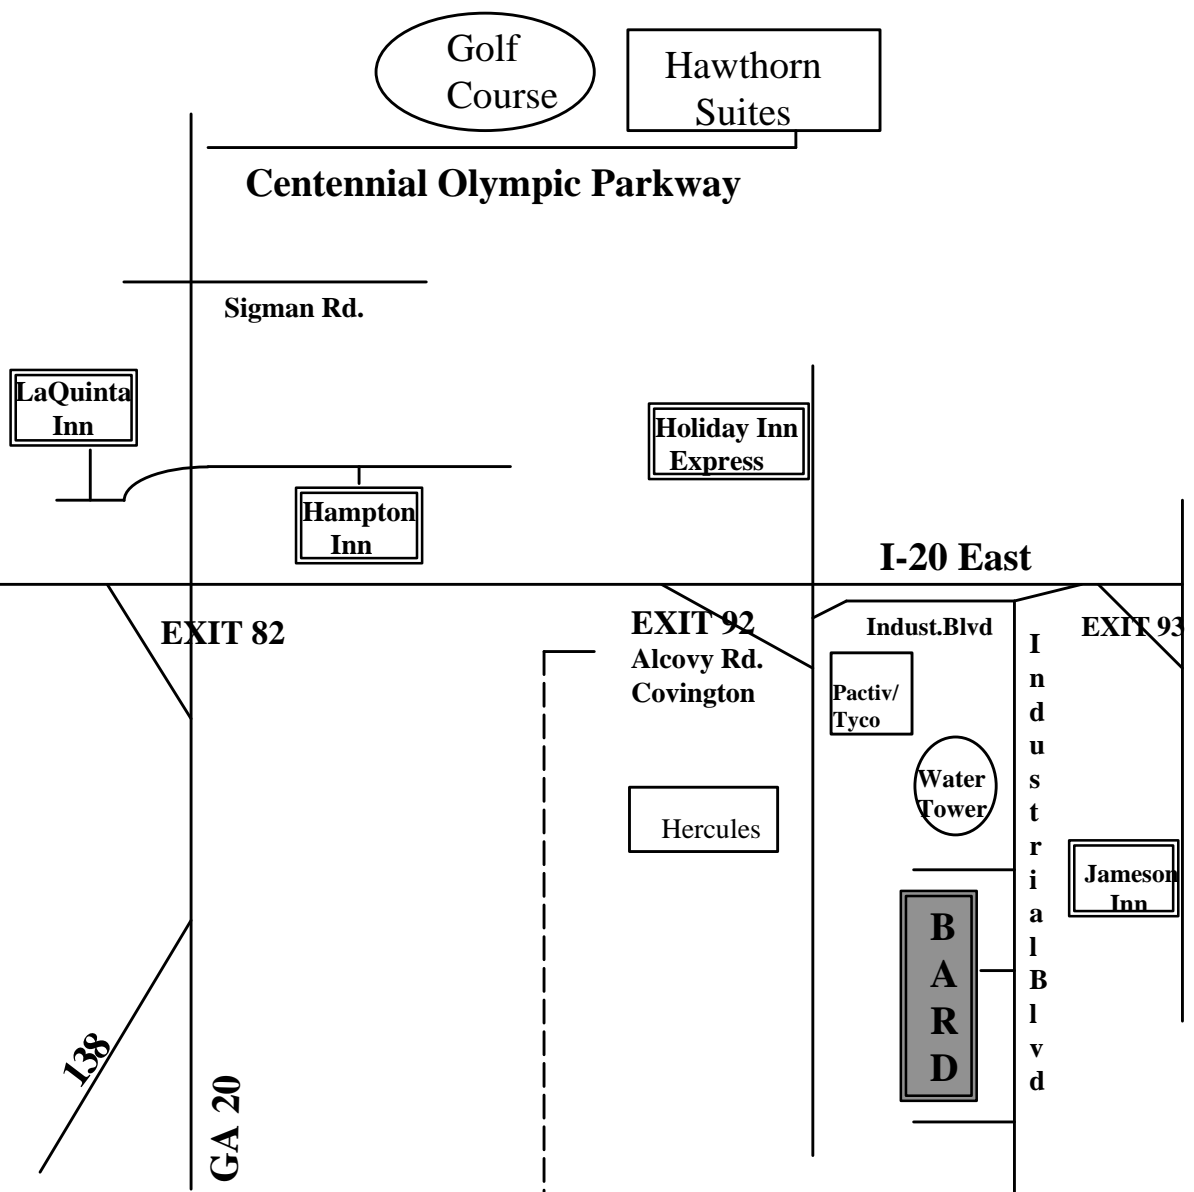 Golf
Course
Hawthorn
Suites
Centennial Olympic Parkway
Sigman Rd.
LaQuinta
Inn
Holiday Inn
Express
Hampton
Inn
I-20 East
EXIT 82
EXIT 92
Alcovy Rd.
Covington
Indust.Blvd
EXIT 93
Pactiv/
Tyco
Water
Tower
Hercules
Industrial Blvd
Jameson
Inn
BARD
138
GA 20